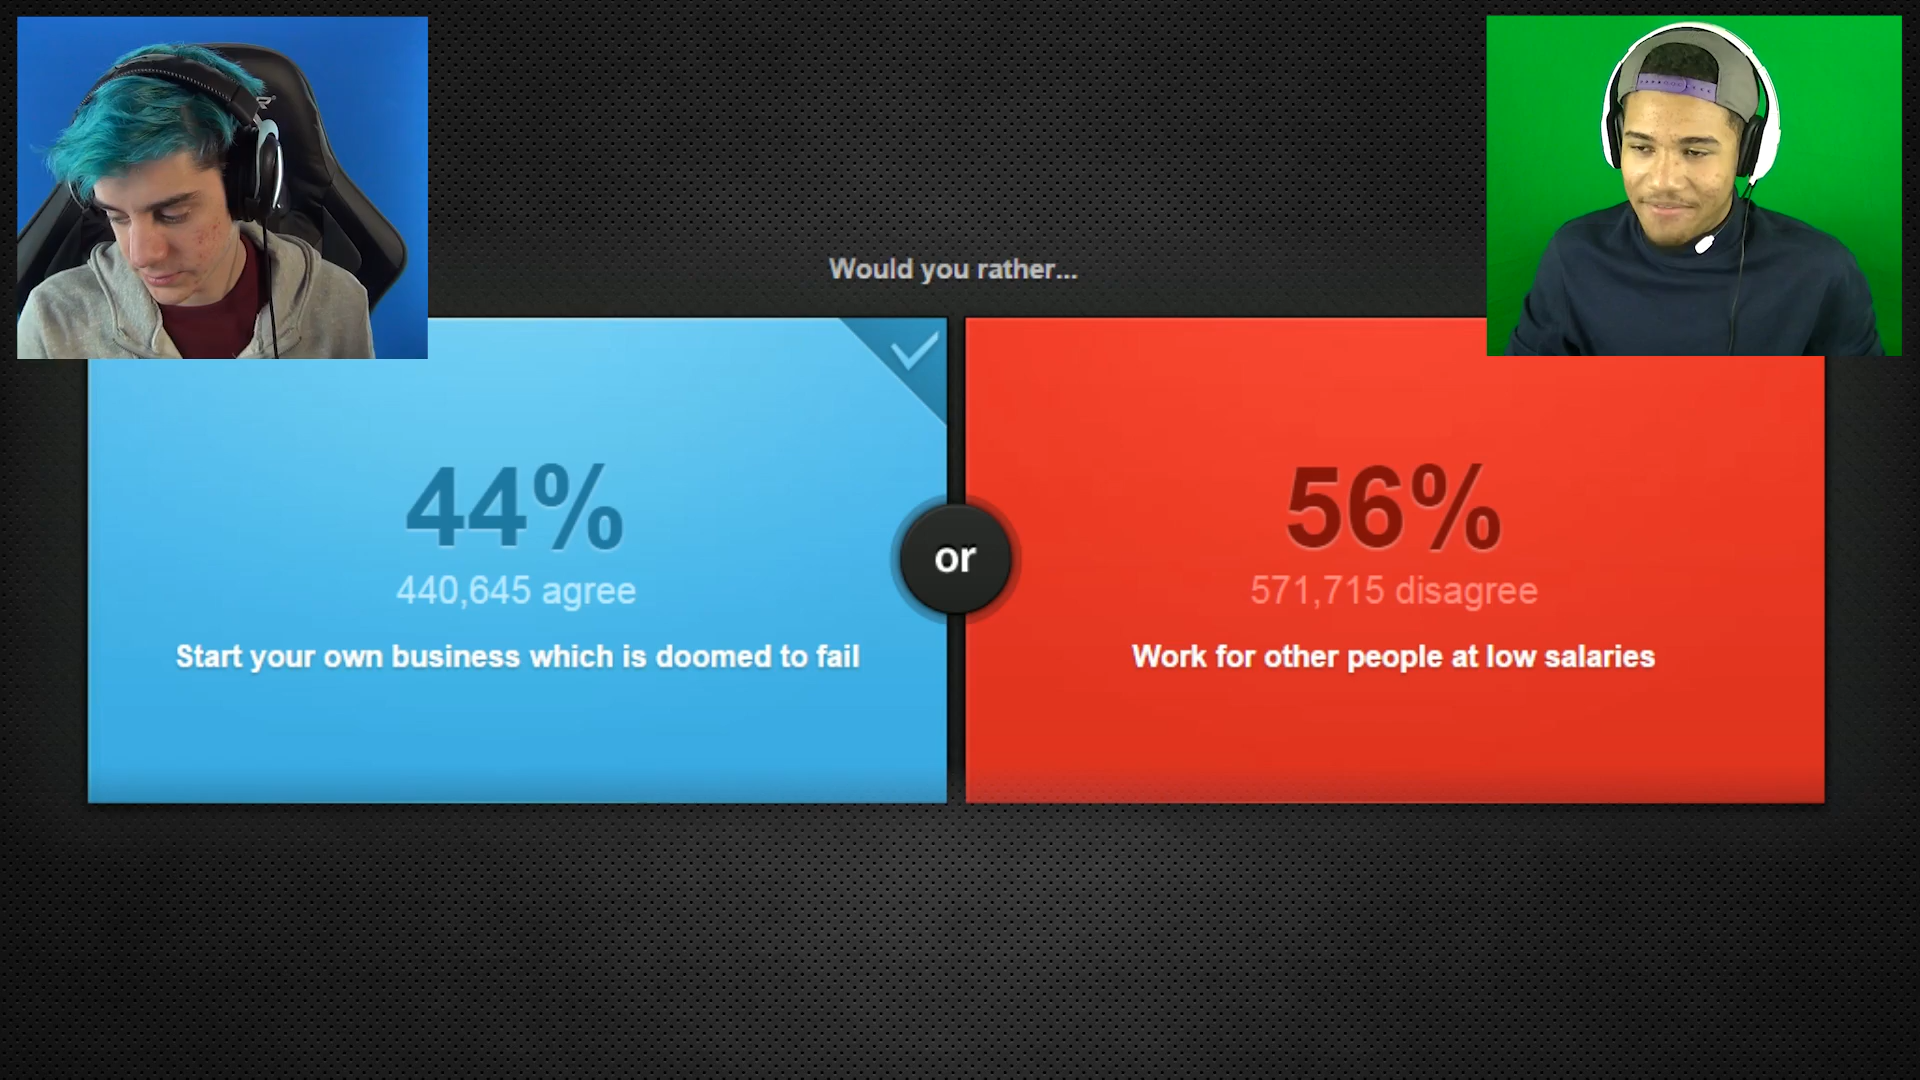 Would you rather...
44%
440,645 agree
Start your own business which is doomed to fail
or
56%
571,715 disagree
Work for other people at low salaries